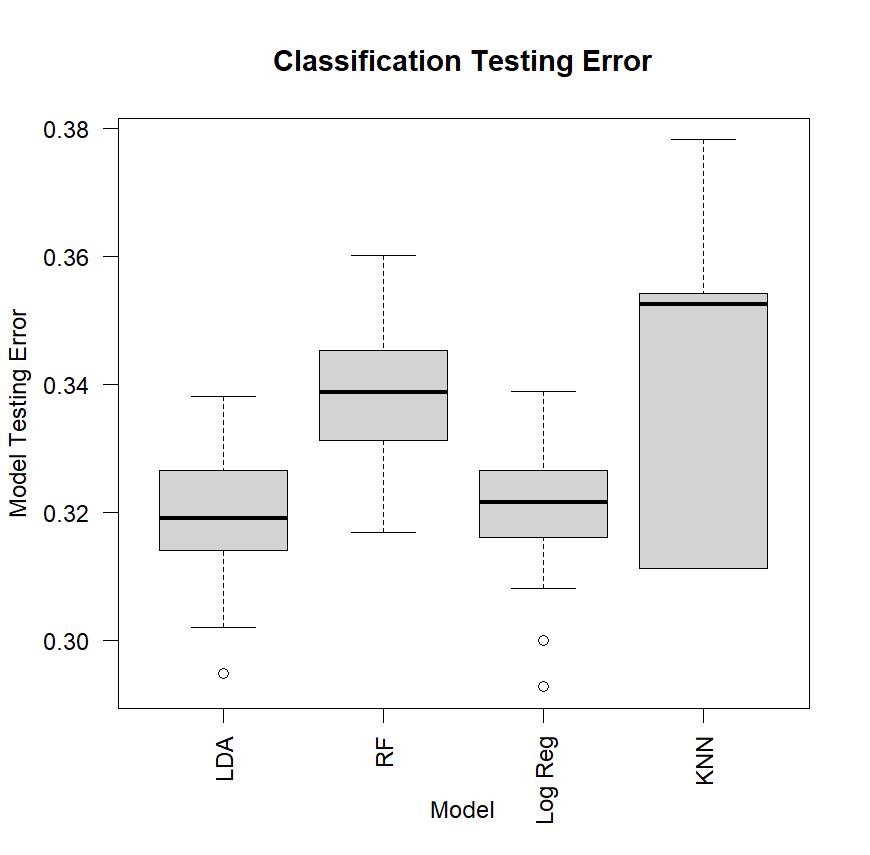 Classification Testing Error
Model Testing Error
0.38
0.36
0.34
0.32
0.30
LDA
RF
Log Reg
KNN
Model